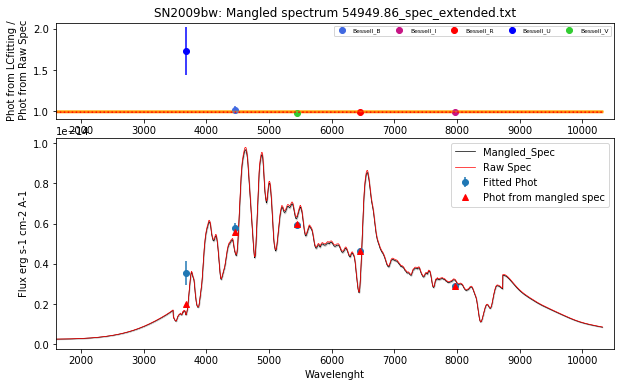 SN2009bw: Mangled spectrum 54949.86_spec_extended.txt
Phot from LCfitting /
Phot from Raw Spec
2.0
1.5
1.0
Bessell_B
Bessell_I
Bessell_R
Bessell_U
Bessell_V
2000 3000 4000 5000 6000 7000 8000 9000 10000
1e−14
Flux erg s-1 cm-2 A-1
1.0
0.8
0.6
0.4
0.2
0.0
Mangled_Spec
Raw Spec
Fitted Phot
Phot from mangled spec
2000 3000 4000 5000 6000 7000 8000 9000 10000
Wavelenght